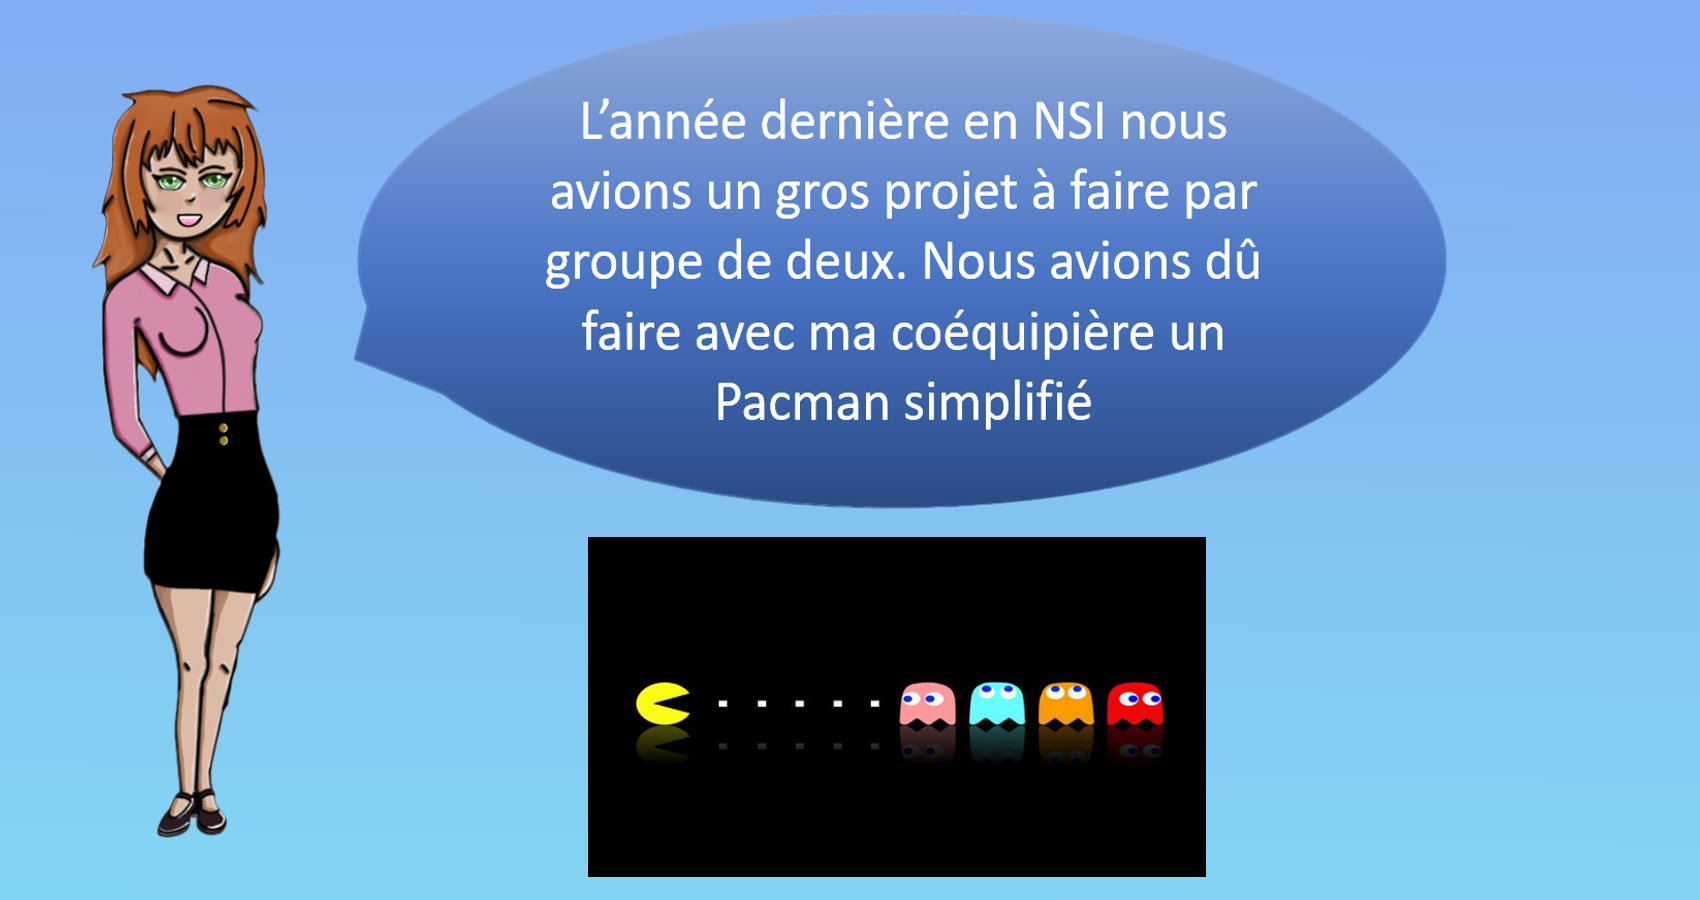 L’année dernière en NSI nous
avions un gros projet à faire par
groupe de deux. Nous avions dû
faire avec ma coéquipière un
Pacman simplifié